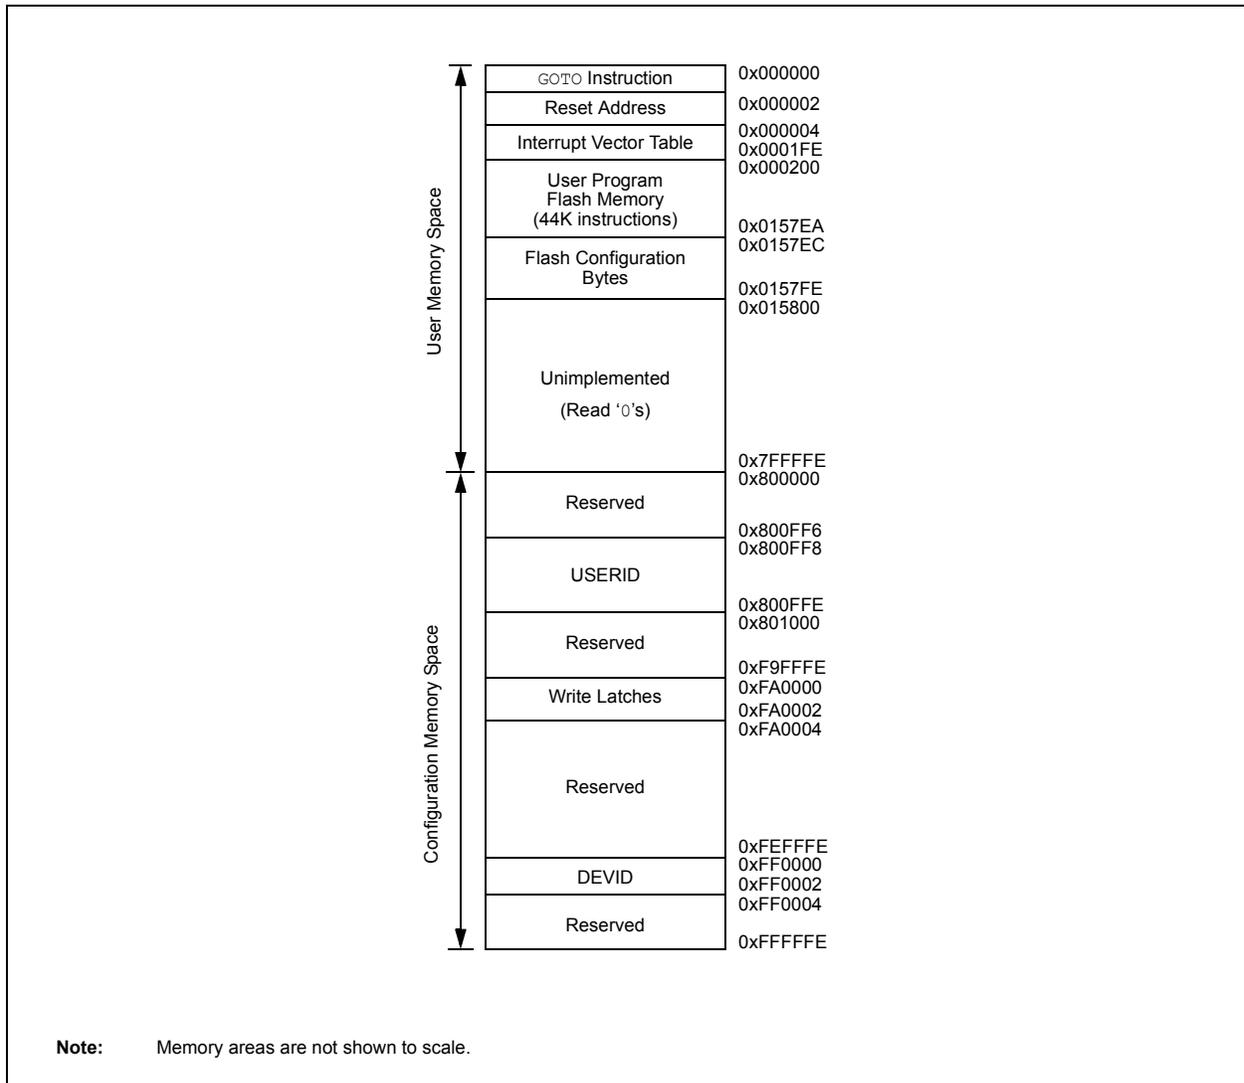 GOTO Instruction
0x000000
Reset Address
0x000002
Interrupt Vector Table
0x000004
0x0001FE
User Program
Flash Memory
(44K instructions)
0x000200
0x0157EA
Flash Configuration
Bytes
0x0157EC
0x0157FE
Unimplemented
(Read ‘0’s)
0x015800
0x7FFFFE
User Memory Space
Reserved
0x800000
0x800FF6
USERID
0x800FF8
0x800FFE
Reserved
0x801000
0xF9FFFE
Write Latches
0xFA0000
0xFA0002
Reserved
0xFA0004
0xFEFFFE
DEVID
0xFF0000
0xFF0002
Reserved
0xFF0004
0xFFFFFE
Configuration Memory Space
Note: Memory areas are not shown to scale.